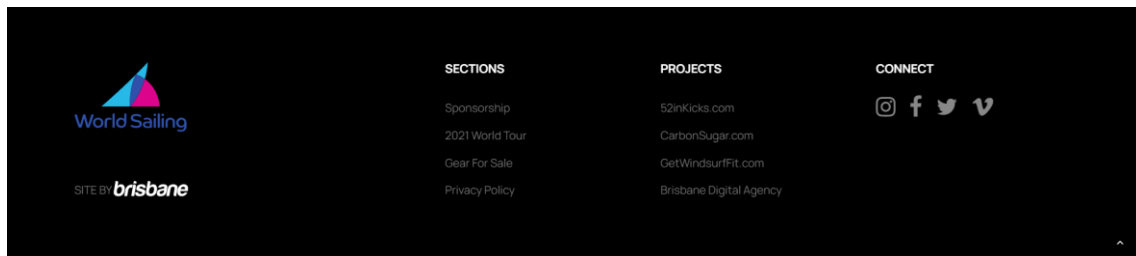 World Sailing
SITE BY brisbane
SECTIONS
Sponsorship
2021 World Tour
Gear For Sale
Privacy Policy
PROJECTS
52inKicks.com
CarbonSugar.com
GetWindsurfFit.com
Brisbane Digital Agency
CONNECT